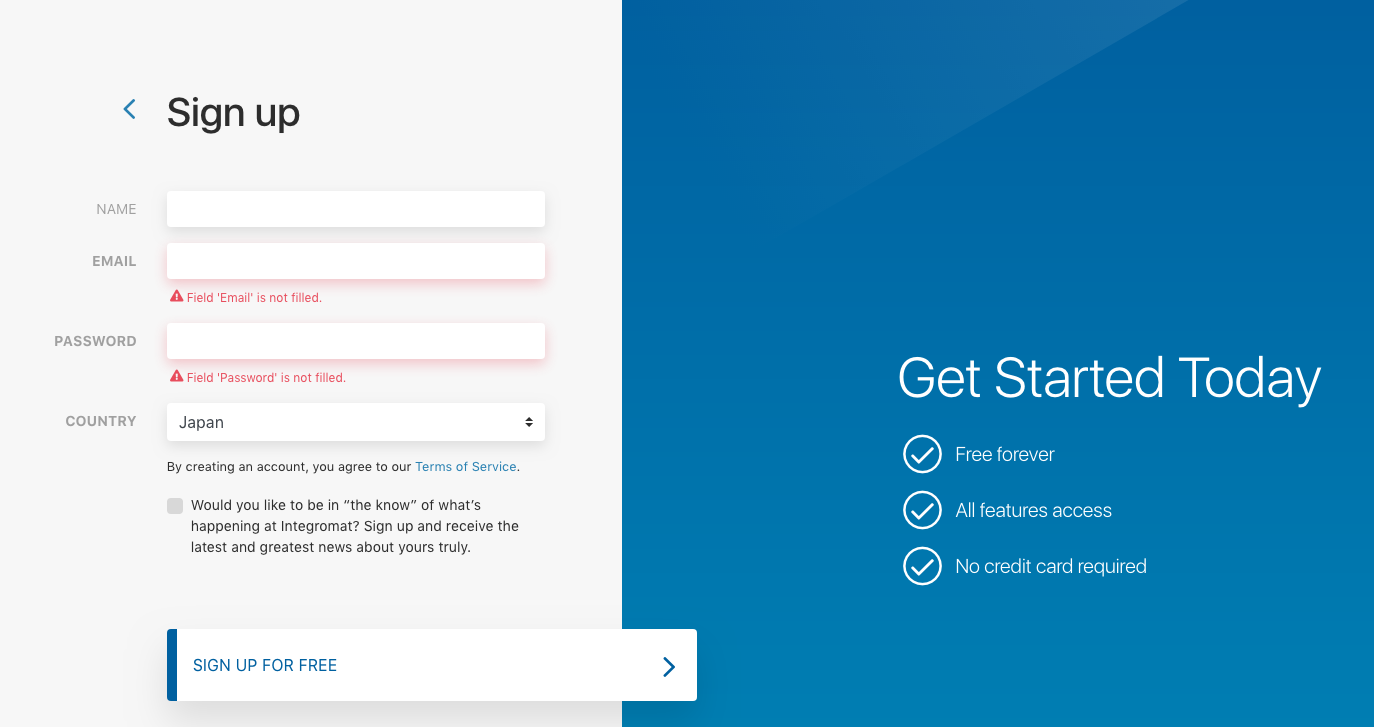 Sign up
NAME
EMAIL
Field 'Email' is not filled.
PASSWORD
Field 'Password' is not filled.
COUNTRY
Japan
By creating an account, you agree to our Terms of Service.
Would you like to be in “the know” of what’s
happening at Integromat? Sign up and receive the
latest and greatest news about yours truly.
SIGN UP FOR FREE
Get Started Today
Free forever
All features access
No credit card required